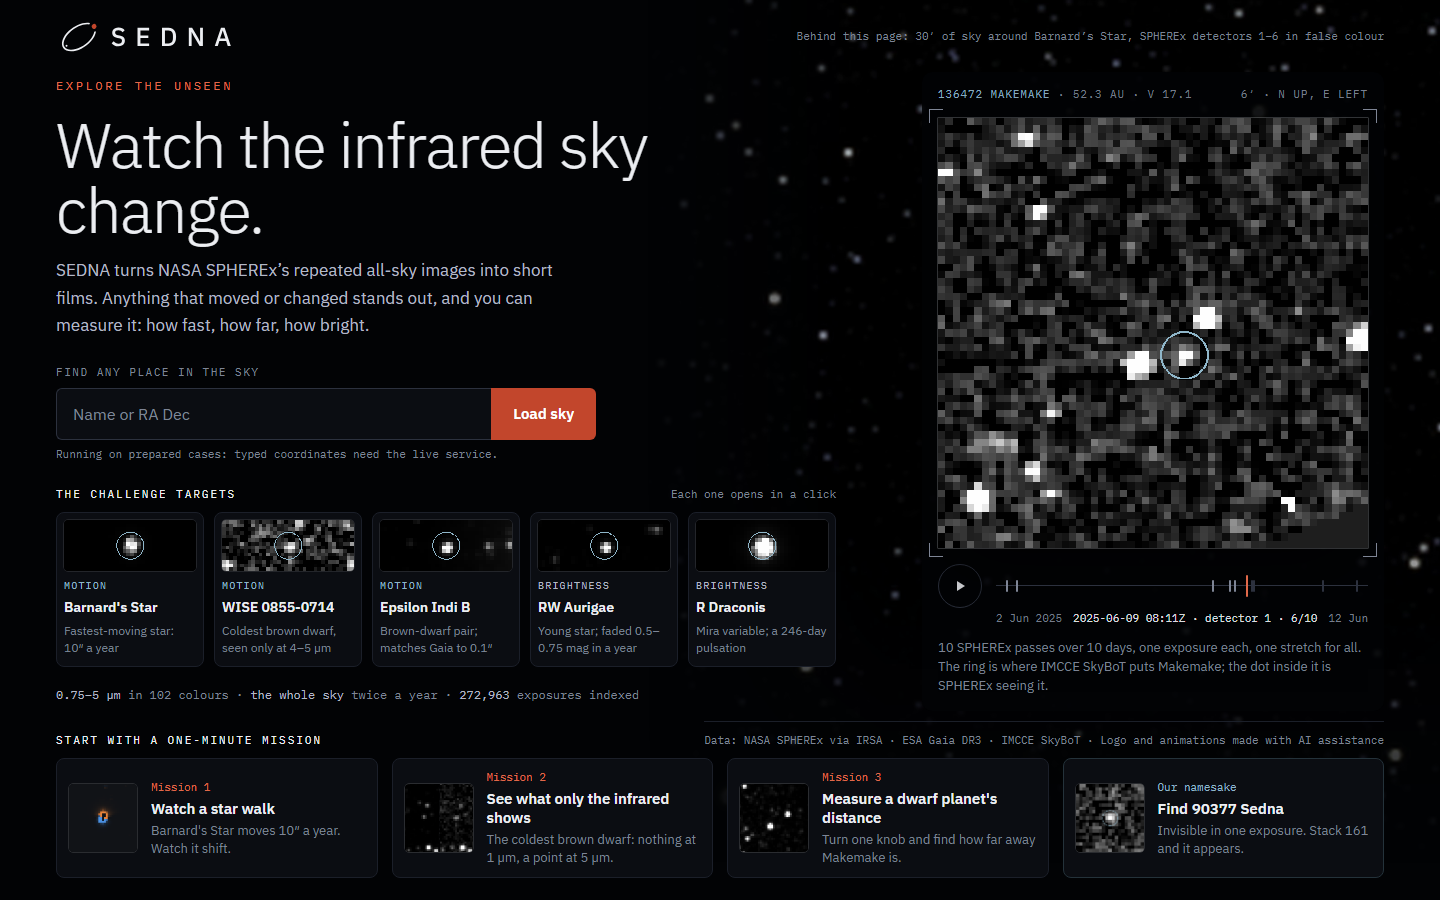 SEDNA
Behind this page: 30′ of sky around Barnard’s Star, SPHEREx detectors 1–6 in false colour
EXPLORE THE UNSEEN
Watch the infrared sky
change.
SEDNA turns NASA SPHEREx’s repeated all-sky images into short
films. Anything that moved or changed stands out, and you can
measure it: how fast, how far, how bright.
FIND ANY PLACE IN THE SKY
Name or RA Dec
Load sky
Running on prepared cases: typed coordinates need the live service.
136472 MAKEMAKE · 52.3 AU · V 17.1
6′ · N UP, E LEFT
2 Jun 2025
2025-06-09 08:11Z · detector 1 · 6/10
12 Jun
10 SPHEREx passes over 10 days, one exposure each, one stretch for all.
The ring is where IMCCE SkyBoT puts Makemake; the dot inside it is
SPHEREx seeing it.
THE CHALLENGE TARGETS
Each one opens in a click
MOTION
Barnard's Star
Fastest-moving star:
10″ a year
MOTION
WISE 0855-0714
Coldest brown dwarf,
seen only at 4–5 µm
MOTION
Epsilon Indi B
Brown-dwarf pair;
matches Gaia to 0.1″
BRIGHTNESS
RW Aurigae
Young star; faded 0.5–
0.75 mag in a year
BRIGHTNESS
R Draconis
Mira variable; a 246-day
pulsation
0.75–5 µm in 102 colours · the whole sky twice a year · 272,963 exposures indexed
START WITH A ONE-MINUTE MISSION
Data: NASA SPHEREx via IRSA · ESA Gaia DR3 · IMCCE SkyBoT · Logo and animations made with AI assistance
Mission 1
Watch a star walk
Barnard's Star moves 10″ a year.
Watch it shift.
Mission 2
See what only the infrared
shows
The coldest brown dwarf: nothing at
1 µm, a point at 5 µm.
Mission 3
Measure a dwarf planet's
distance
Turn one knob and find how far away
Makemake is.
Our namesake
Find 90377 Sedna
Invisible in one exposure. Stack 161
and it appears.